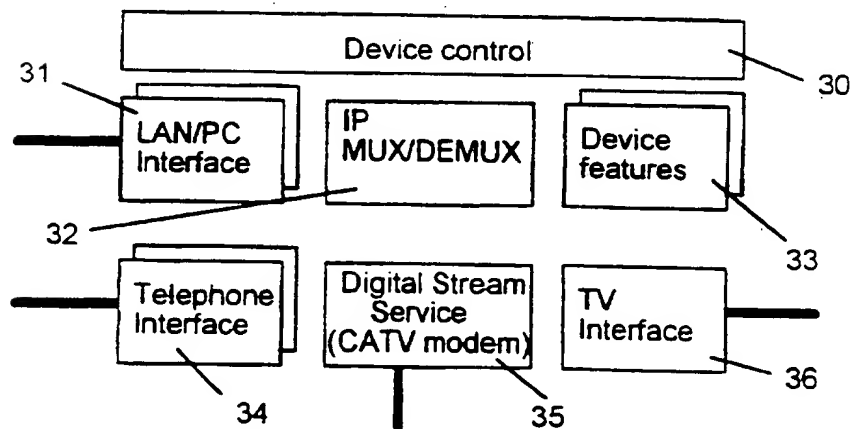 Device control
30
31
LAN/PC
Interface
IP
MUX/DEMUX
Device
features
32
33
Telephone
Interface
Digital Stream
Service
(CATV modem)
TV
Interface
34
35
36